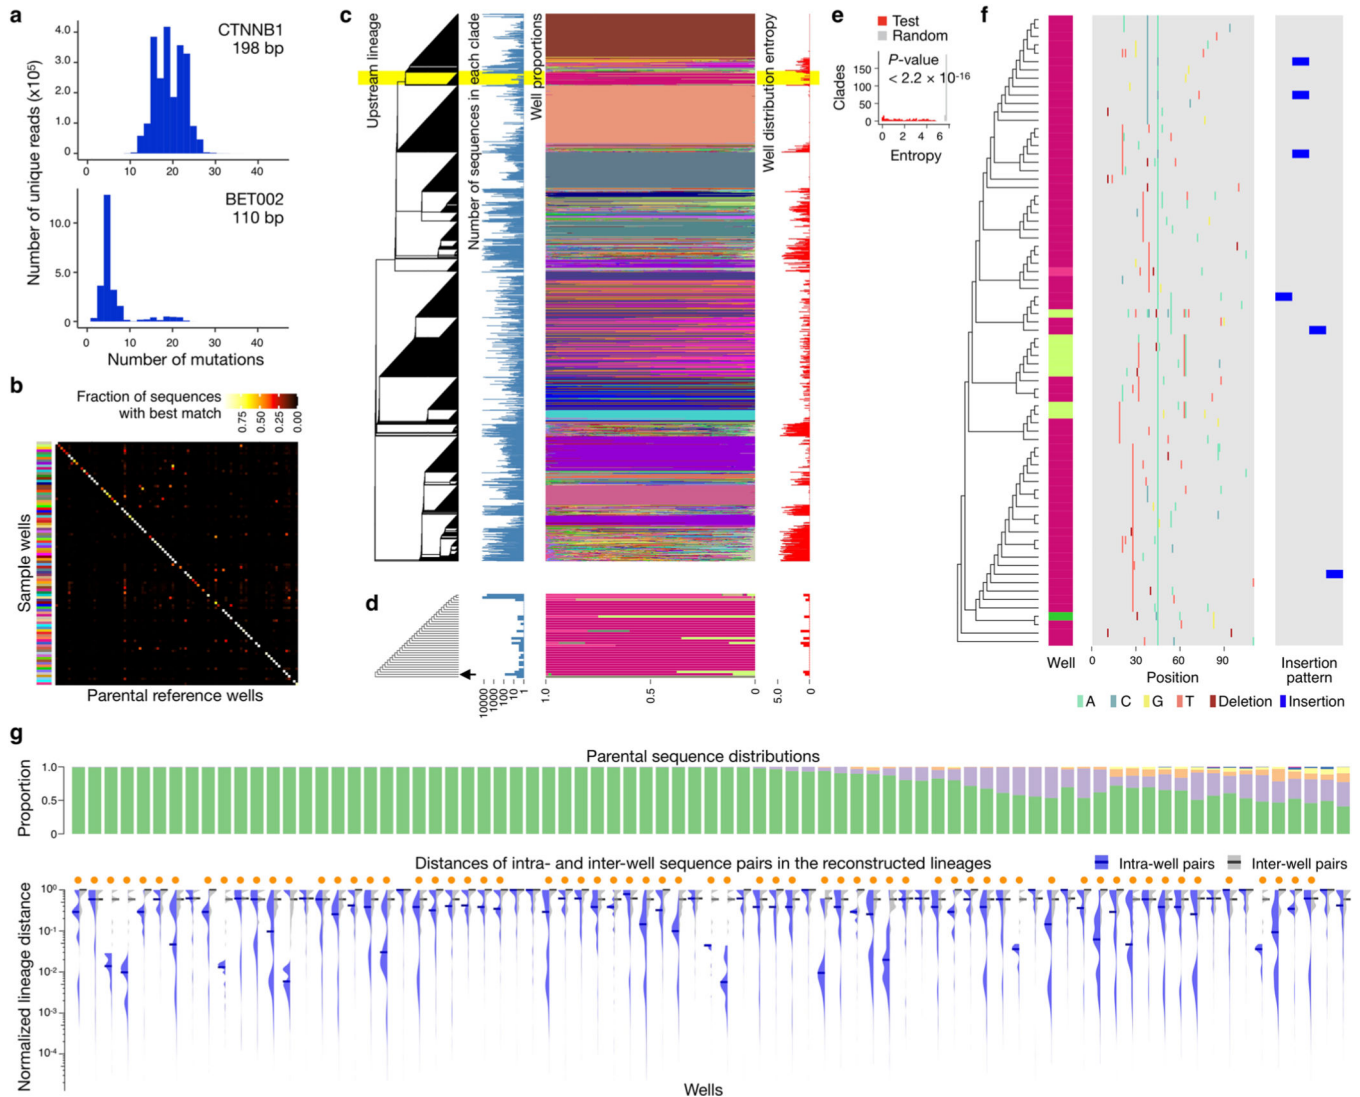 a
CTNNB1
198 bp
4.0
3.0
2.0
1.0
0
0
10
20
30
40
BET002
110 bp
10.0
5.0
0
0
10
20
30
40
Number of unique reads (x10⁵)
Number of mutations
b
Fraction of sequences
with best match
0.75
0.50
0.25
0.00
Sample wells
Parental reference wells
c
Upstream lineage
Number of sequences in each clade
Well proportions
Well distribution entropy
d
10000
1000
100
10
1
1.0
0.5
0
5.0
0
e
Test
Random
P-value
< 2.2 × 10⁻¹⁶
150
100
50
0
Clades
0
2
4
6
Entropy
f
Well
0
30
60
90
Position
Insertion
pattern
A
C
G
T
Deletion
Insertion
g
Parental sequence distributions
1.0
0.5
0
Proportion
Distances of intra- and inter-well sequence pairs in the reconstructed lineages
Intra-well pairs
Inter-well pairs
10⁰
10⁻¹
10⁻²
10⁻³
10⁻⁴
Normalized lineage distance
Wells